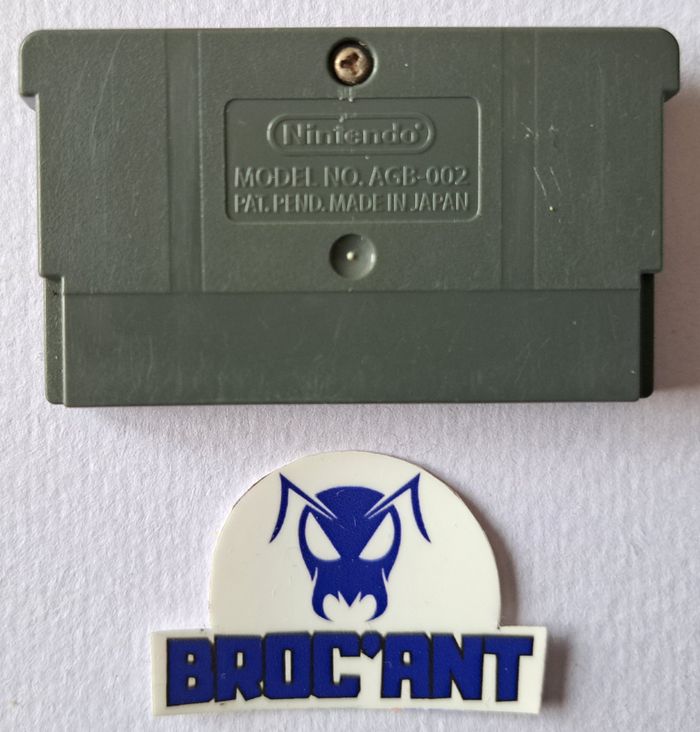 Nintendo®
MODEL NO. AGB-002
PAT. PEND. MADE IN JAPAN
BROC'ANT